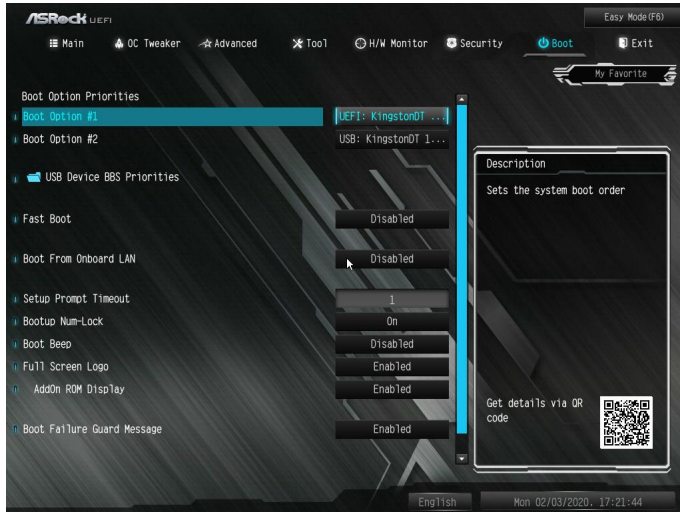 ASRock UEFI
Easy Mode(F6)
Main OC Tweaker Advanced Tool H/W Monitor Security Boot Exit
My Favorite
Boot Option Priorities
Boot Option #1 UEFI: KingstonDT ...
Boot Option #2 USB: KingstonDT 1...
USB Device BBS Priorities
Fast Boot Disabled
Boot From Onboard LAN Disabled
Setup Prompt Timeout 1
Bootup Num-Lock On
Boot Beep Disabled
Full Screen Logo Enabled
AddOn ROM Display Enabled
Boot Failure Guard Message Enabled
Description
Sets the system boot order
Get details via QR
code
English
Mon 02/03/2020. 17:21:44